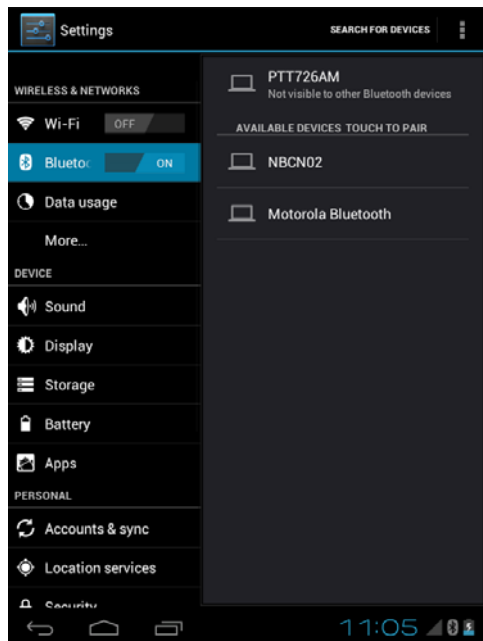 Settings
SEARCH FOR DEVICES
WIRELESS & NETWORKS
Wi-Fi OFF
Bluetoo ON
Data usage
More...
DEVICE
Sound
Display
Storage
Battery
Apps
PERSONAL
Accounts & sync
Location services
Security
PTT726AM
Not visible to other Bluetooth devices
AVAILABLE DEVICES TOUCH TO PAIR
NBCN02
Motorola Bluetooth
11:05